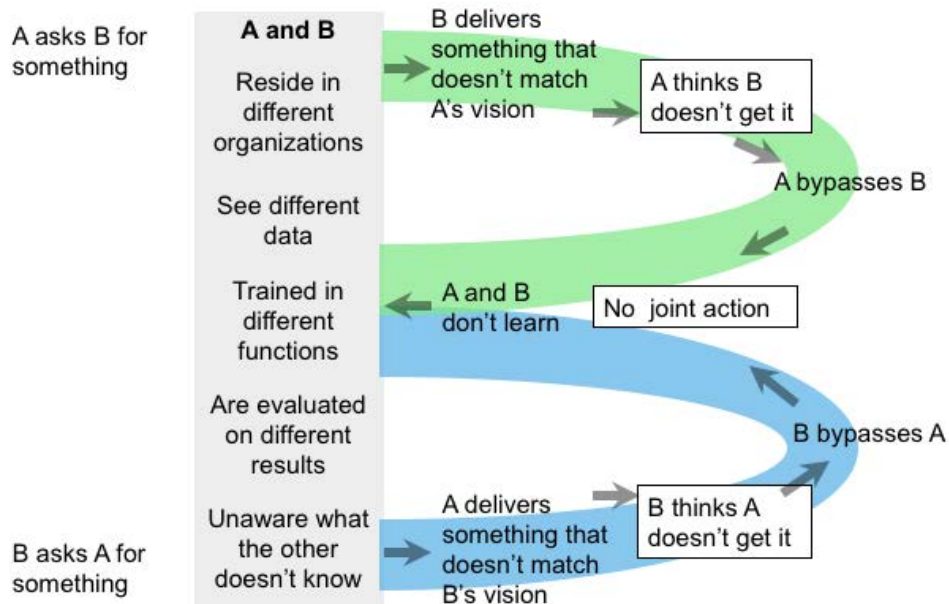 A asks B for
something
A and B
Reside in
different
organizations
See different
data
Trained in
different
functions
Are evaluated
on different
results
Unaware what
the other
doesn't know
B asks A for
something
B delivers
something that
doesn't match
A's vision
A thinks B
doesn't get it
A bypasses B
A and B
don't learn
No joint action
B bypasses A
A delivers
something that
doesn't match
B's vision
B thinks A
doesn't get it